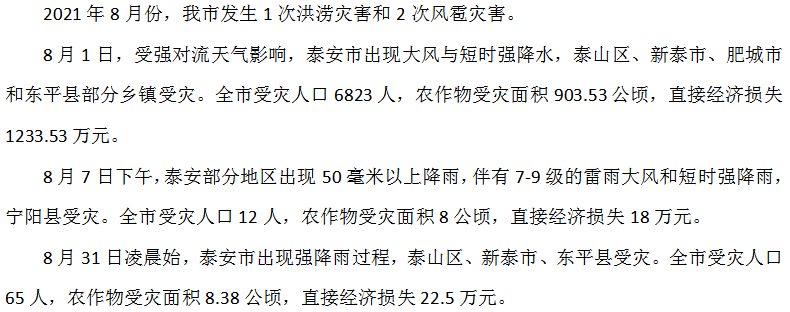 2021 年 8 月份，我市发生 1 次洪涝灾害和 2 次风雹灾害。
8 月 1 日，受强对流天气影响，泰安市出现大风与短时强降水，泰山区、新泰市、肥城市
和东平县部分乡镇受灾。全市受灾人口 6823 人，农作物受灾面积 903.53 公顷，直接经济损失
1233.53 万元。
8 月 7 日下午，泰安部分地区出现 50 毫米以上降雨，伴有 7-9 级的雷雨大风和短时强降雨，
宁阳县受灾。全市受灾人口 12 人，农作物受灾面积 8 公顷，直接经济损失 18 万元。
8 月 31 日凌晨始，泰安市出现强降雨过程，泰山区、新泰市、东平县受灾。全市受灾人口
65 人，农作物受灾面积 8.38 公顷，直接经济损失 22.5 万元。